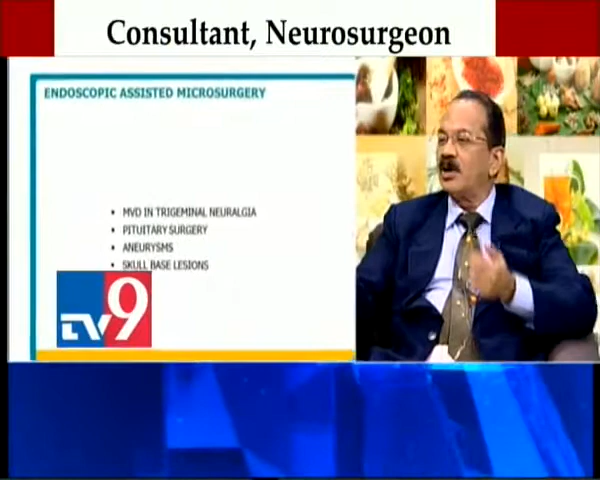 Consultant, Neurosurgeon
ENDOSCOPIC ASSISTED MICROSURGERY
• MVD IN TRIGEMINAL NEURALGIA
• PITUITARY SURGERY
• ANEURYSMS
• SKULL BASE LESIONS
tv9